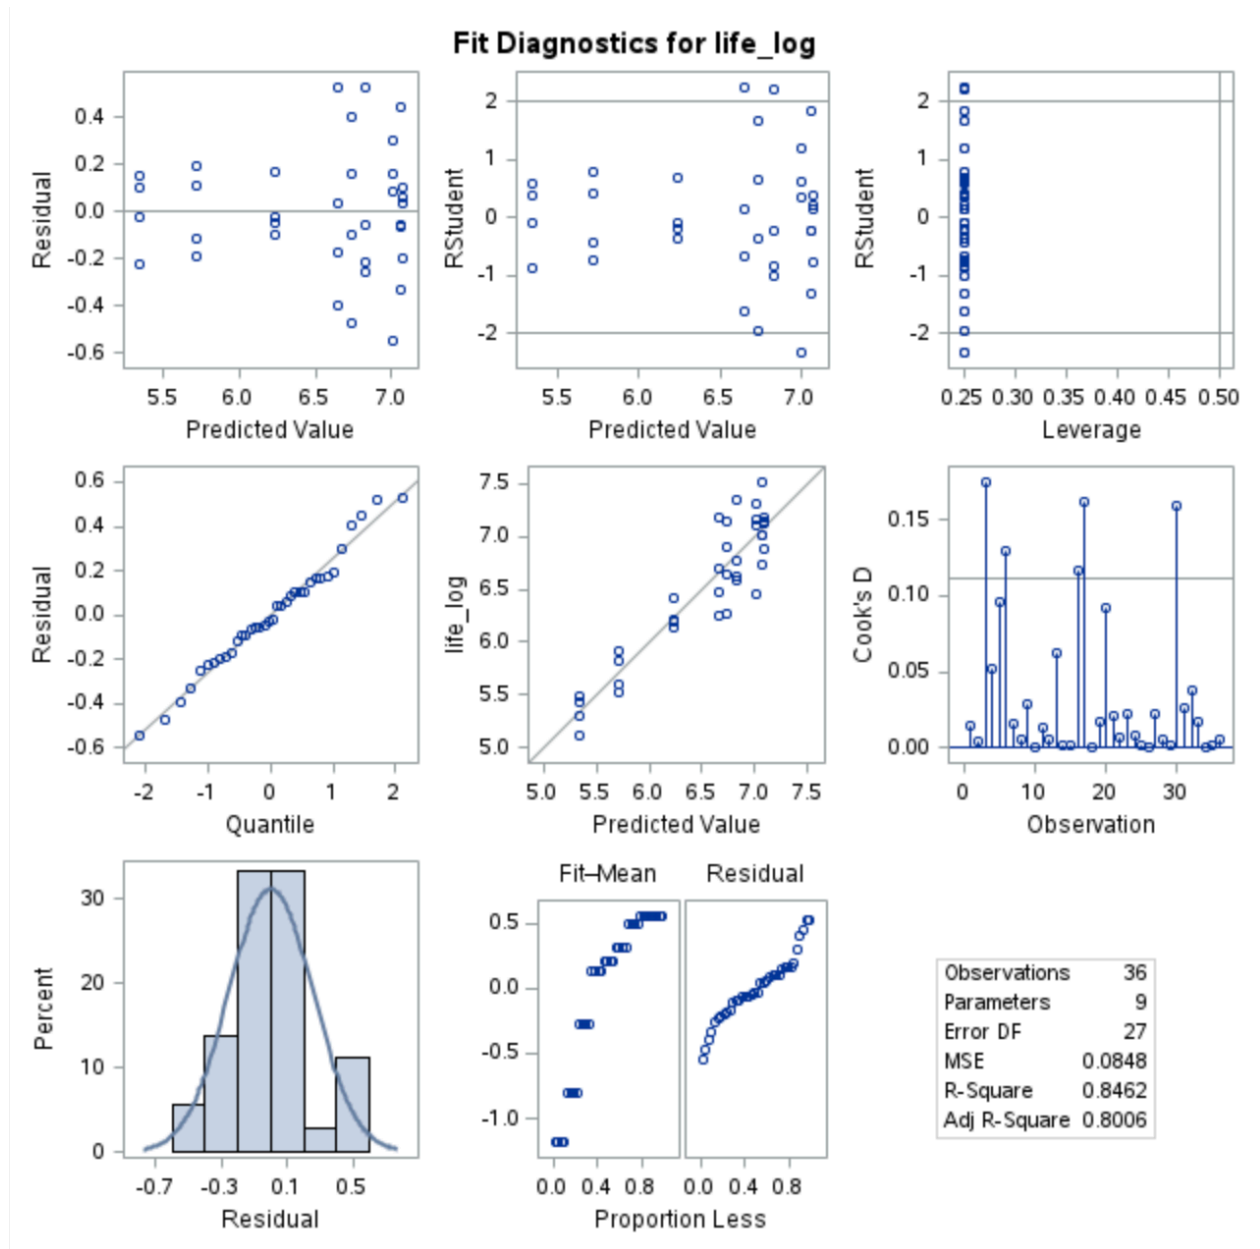 Fit Diagnostics for life_log
Residual
0.4
0.2
0.0
-0.2
-0.4
-0.6
5.5 6.0 6.5 7.0
Predicted Value
RStudent
2
1
0
-1
-2
5.5 6.0 6.5 7.0
Predicted Value
RStudent
2
1
0
-1
-2
0.25 0.30 0.35 0.40 0.45 0.50
Leverage
Residual
0.6
0.4
0.2
0.0
-0.2
-0.4
-0.6
-2 -1 0 1 2
Quantile
life_log
7.5
7.0
6.5
6.0
5.5
5.0
5.0 5.5 6.0 6.5 7.0 7.5
Predicted Value
Cook's D
0.15
0.10
0.05
0.00
0 10 20 30
Observation
Percent
30
20
10
0
-0.7 -0.3 0.1 0.5
Residual
Fit–Mean Residual
0.5
0.0
-0.5
-1.0
0.0 0.4 0.8 0.0 0.4 0.8
Proportion Less
Observations 36
Parameters 9
Error DF 27
MSE 0.0848
R-Square 0.8462
Adj R-Square 0.8006